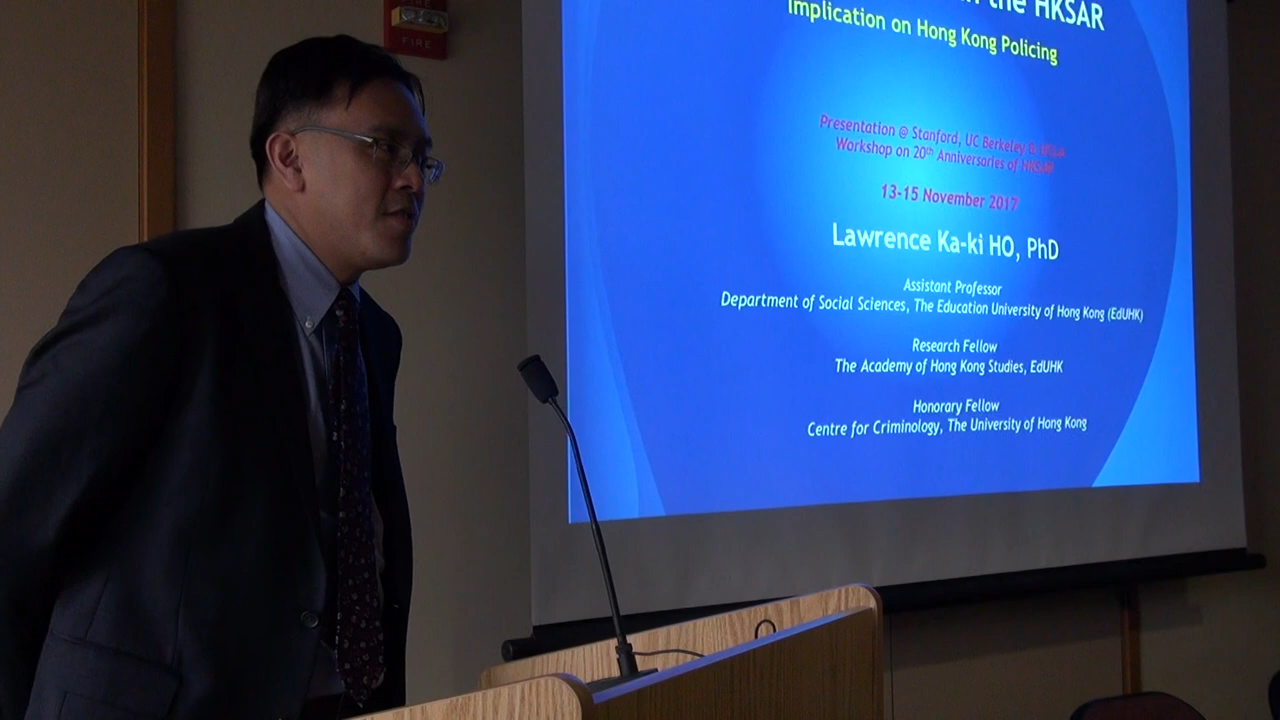 FIRE
the HKSAR
Implication on Hong Kong Policing
Presentation @ Stanford, UC Berkeley &
Workshop on 20th Anniversaries of HKSAR
13-15 November 2017
Lawrence Ka-ki HO, PhD
Assistant Professor
Department of Social Sciences, The Education University of Hong Kong (EdUHK)
Research Fellow
The Academy of Hong Kong Studies, EdUHK
Honorary Fellow
Centre for Criminology, The University of Hong Kong